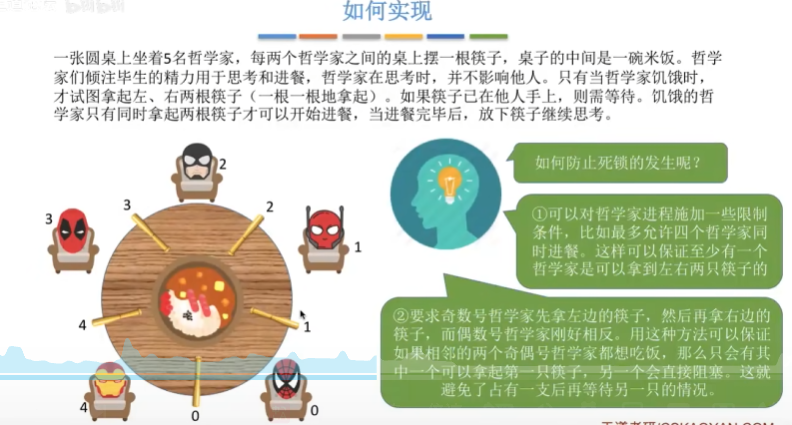 如何实现
一张圆桌上坐着5名哲学家，每两个哲学家之间的桌上摆一根筷子，桌子的中间是一碗米饭。哲学
家们倾注毕生的精力用于思考和进餐，哲学家在思考时，并不影响他人。只有当哲学家饥饿时，
才试图拿起左、右两根筷子（一根一根地拿起）。如果筷子已在他人手上，则需等待。饥饿的哲
学家只有同时拿起两根筷子才可以开始进餐，当进餐完毕后，放下筷子继续思考。
如何防止死锁的发生呢？
①可以对哲学家进程施加一些限制
条件，比如最多允许四个哲学家同
时进餐。这样可以保证至少有一个
哲学家是可以拿到左右两只筷子的
②要求奇数号哲学家先拿左边的筷子，然后再拿右边的
筷子，而偶数号哲学家刚好相反。用这种方法可以保证
如果相邻的两个奇偶号哲学家都想吃饭，那么只会有其
中一个可以拿起第一只筷子，另一个会直接阻塞。这就
避免了占有一支后再等待另一只的情况。
2
3
3
2
1
4
1
4
0
0